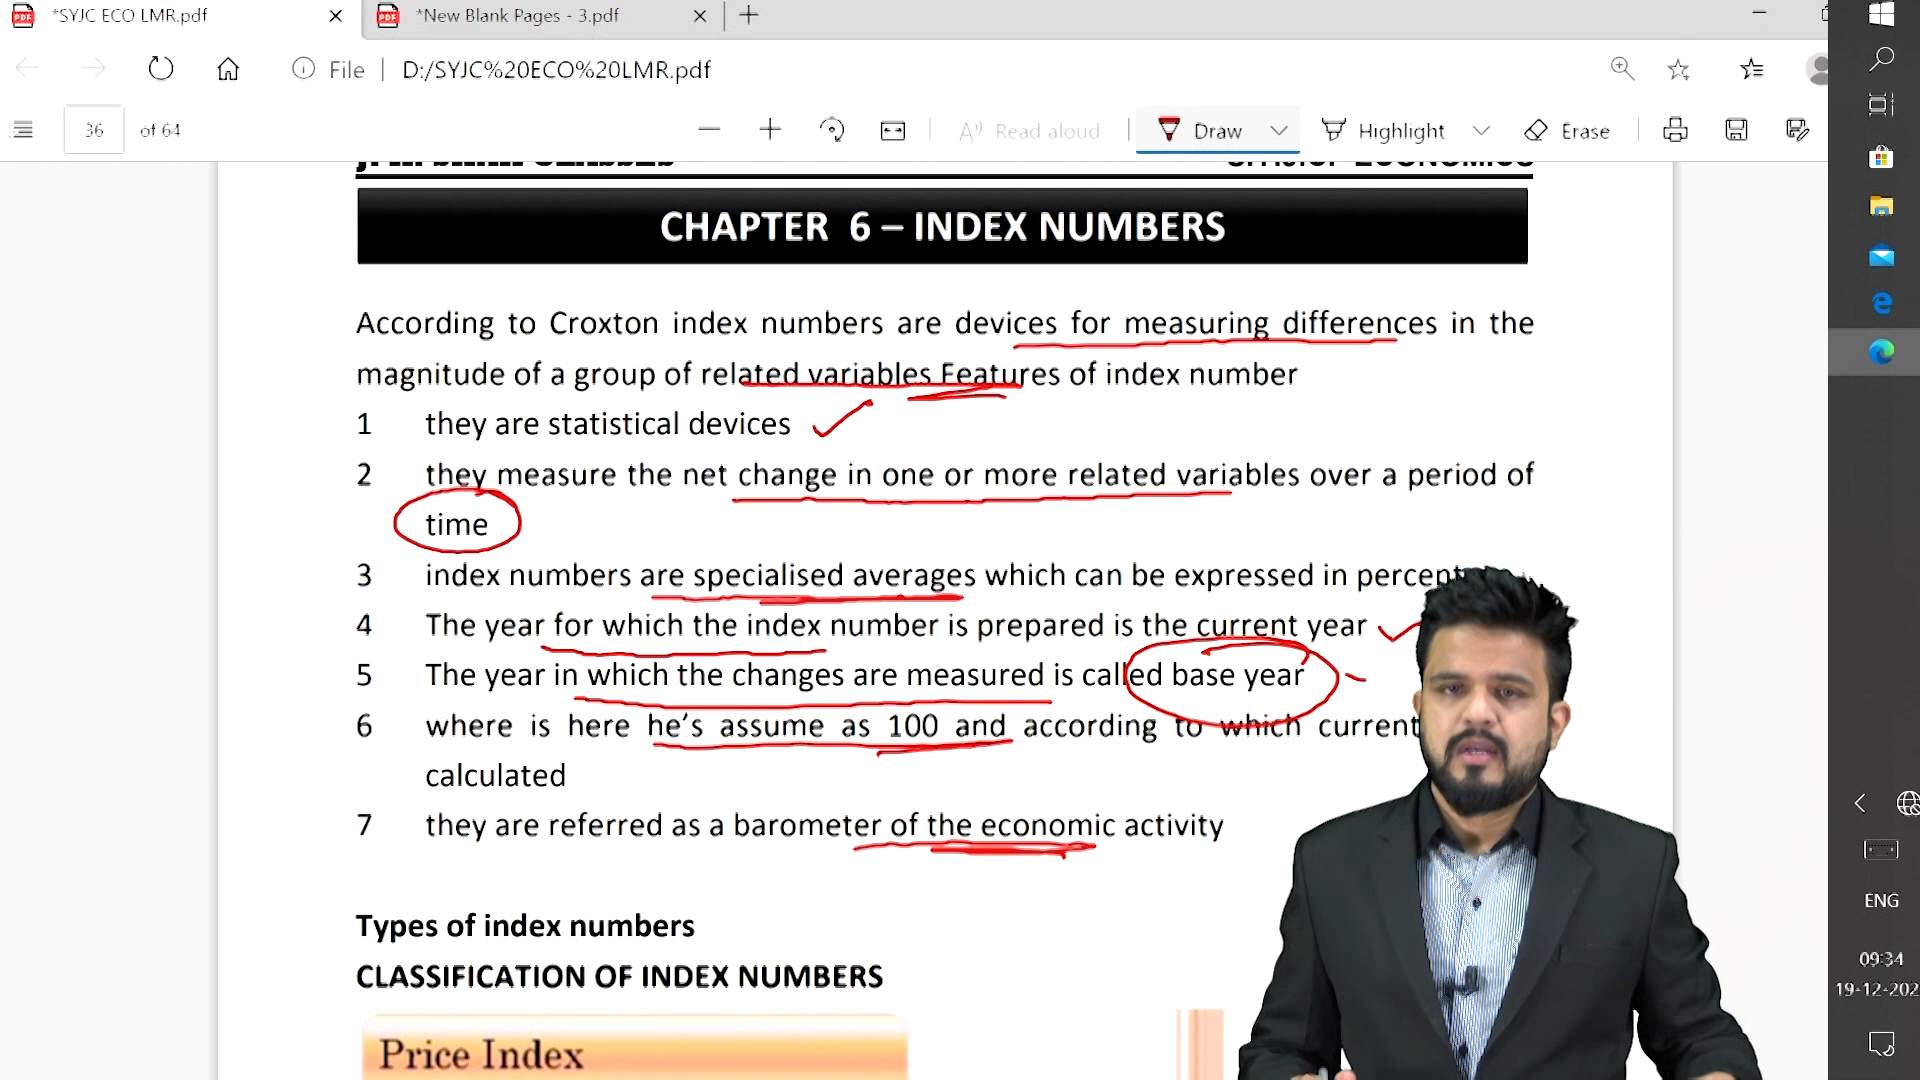 *SYJC ECO LMR.pdf
*New Blank Pages - 3.pdf
File
D:/SYJC%20ECO%20LMR.pdf
36 of 64
Read aloud
Draw
Highlight
Erase
CHAPTER 6 – INDEX NUMBERS
According to Croxton index numbers are devices for measuring differences in the
magnitude of a group of related variables Features of index number
1 they are statistical devices
2 they measure the net change in one or more related variables over a period of
time
3 index numbers are specialised averages which can be expressed in percent
4 The year for which the index number is prepared is the current year
5 The year in which the changes are measured is called base year
6 where is here he's assume as 100 and according to which current
calculated
7 they are referred as a barometer of the economic activity
Types of index numbers
CLASSIFICATION OF INDEX NUMBERS
Price Index
ENG
09:34
19-12-202